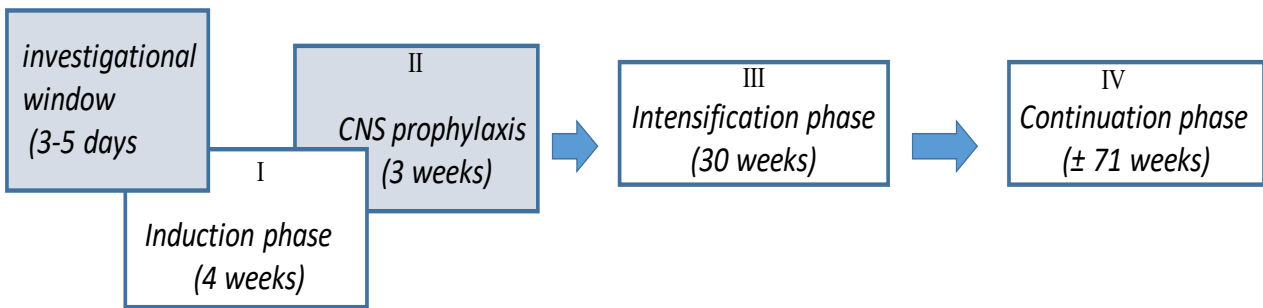 investigational
window
(3-5 days
I
Induction phase
(4 weeks)
II
CNS prophylaxis
(3 weeks)
III
Intensification phase
(30 weeks)
IV
Continuation phase
(± 71 weeks)